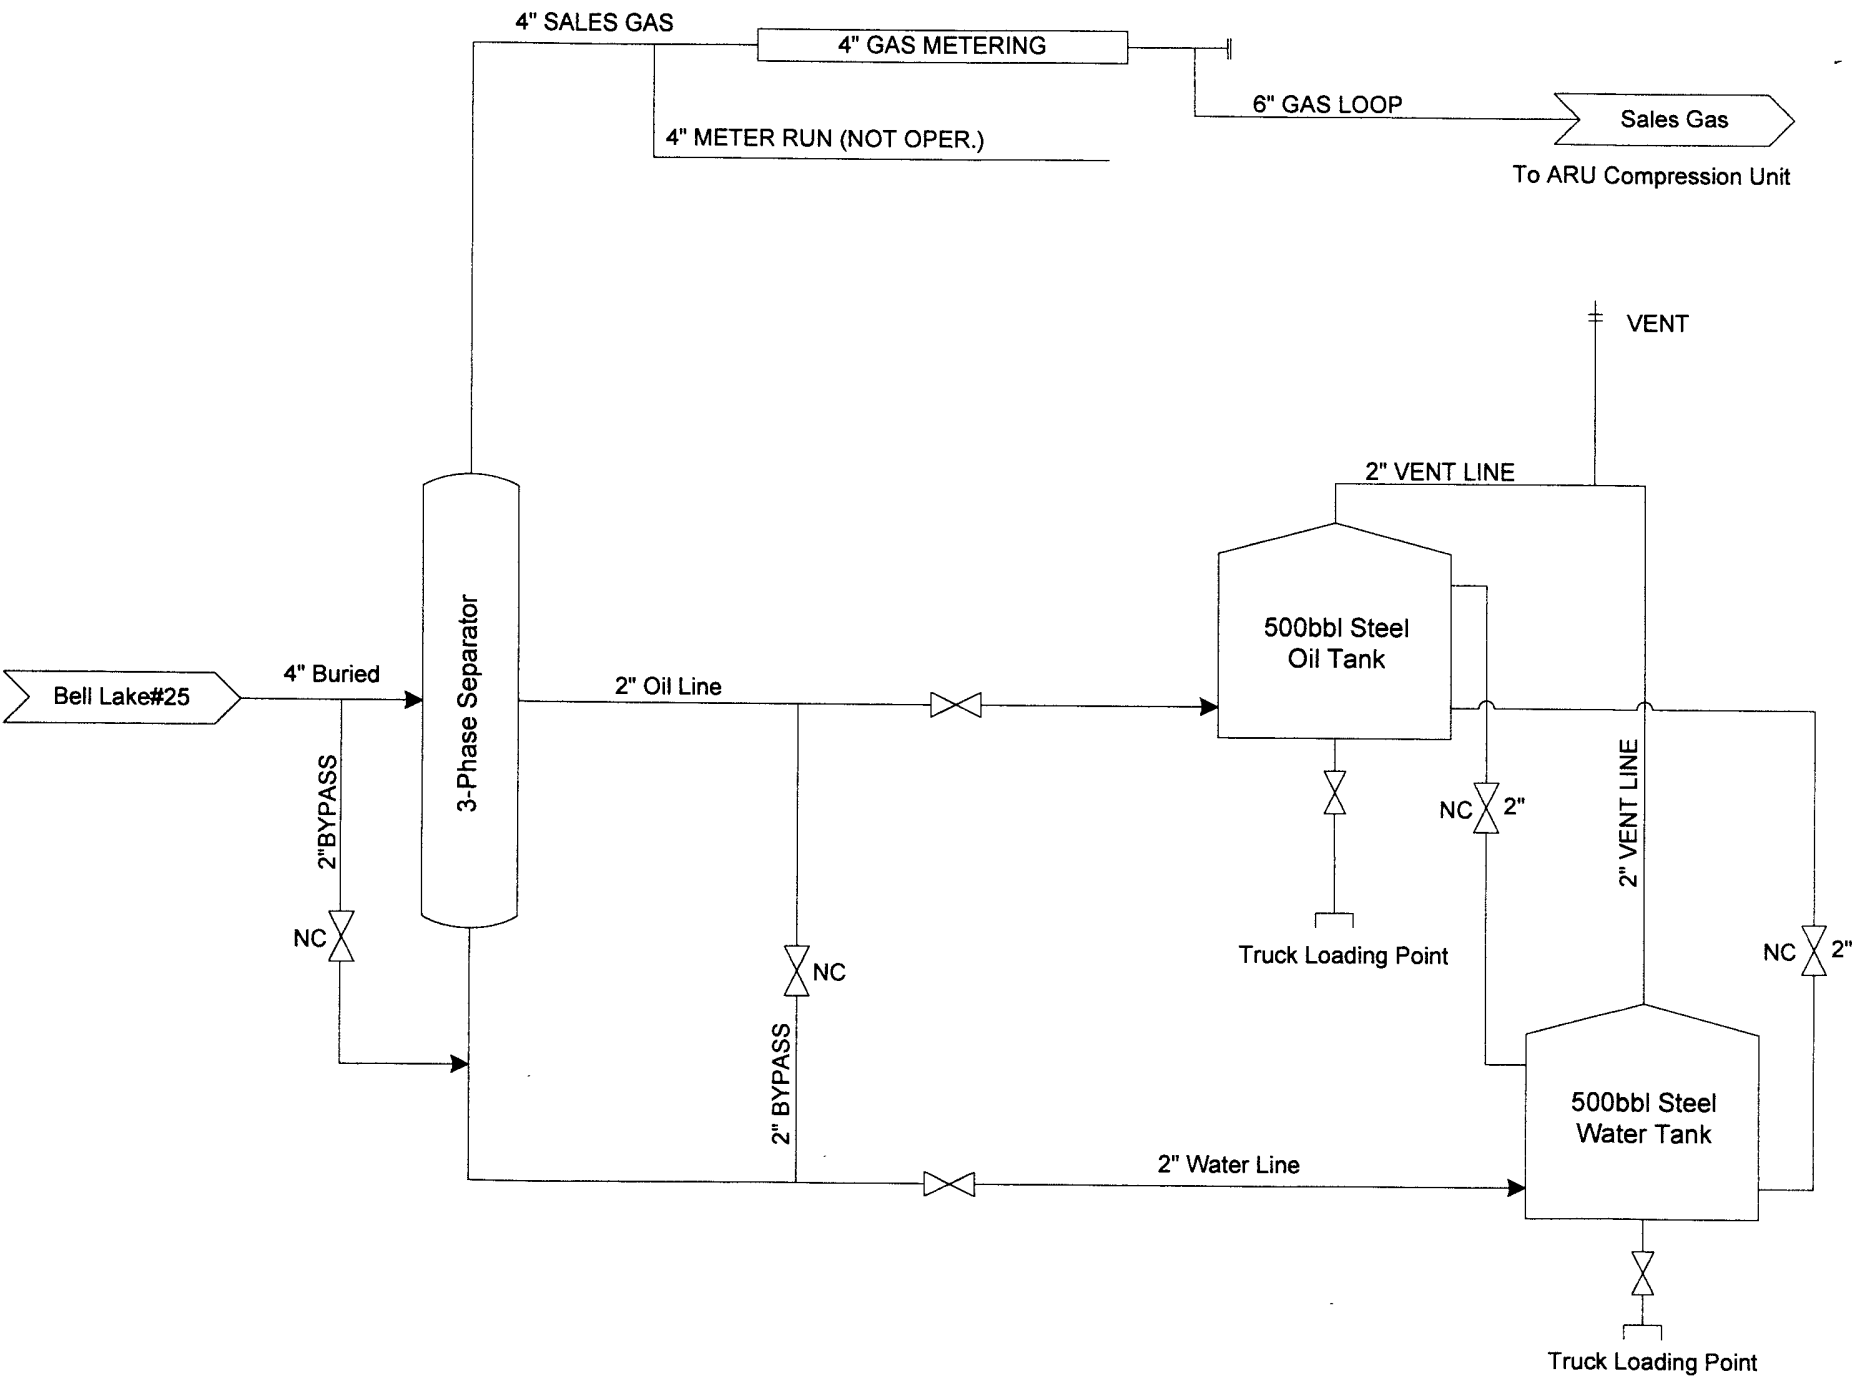 4" SALES GAS
4" GAS METERING
6" GAS LOOP
Sales Gas
4" METER RUN (NOT OPER.)
To ARU Compression Unit
VENT
2" VENT LINE
500bbl Steel
Oil Tank
4" Buried
Bell Lake#25
3-Phase Separator
2" Oil Line
2"BYPASS
2" VENT LINE
NC
2"
NC
NC
NC
2"
Truck Loading Point
2" BYPASS
500bbl Steel
Water Tank
2" Water Line
Truck Loading Point